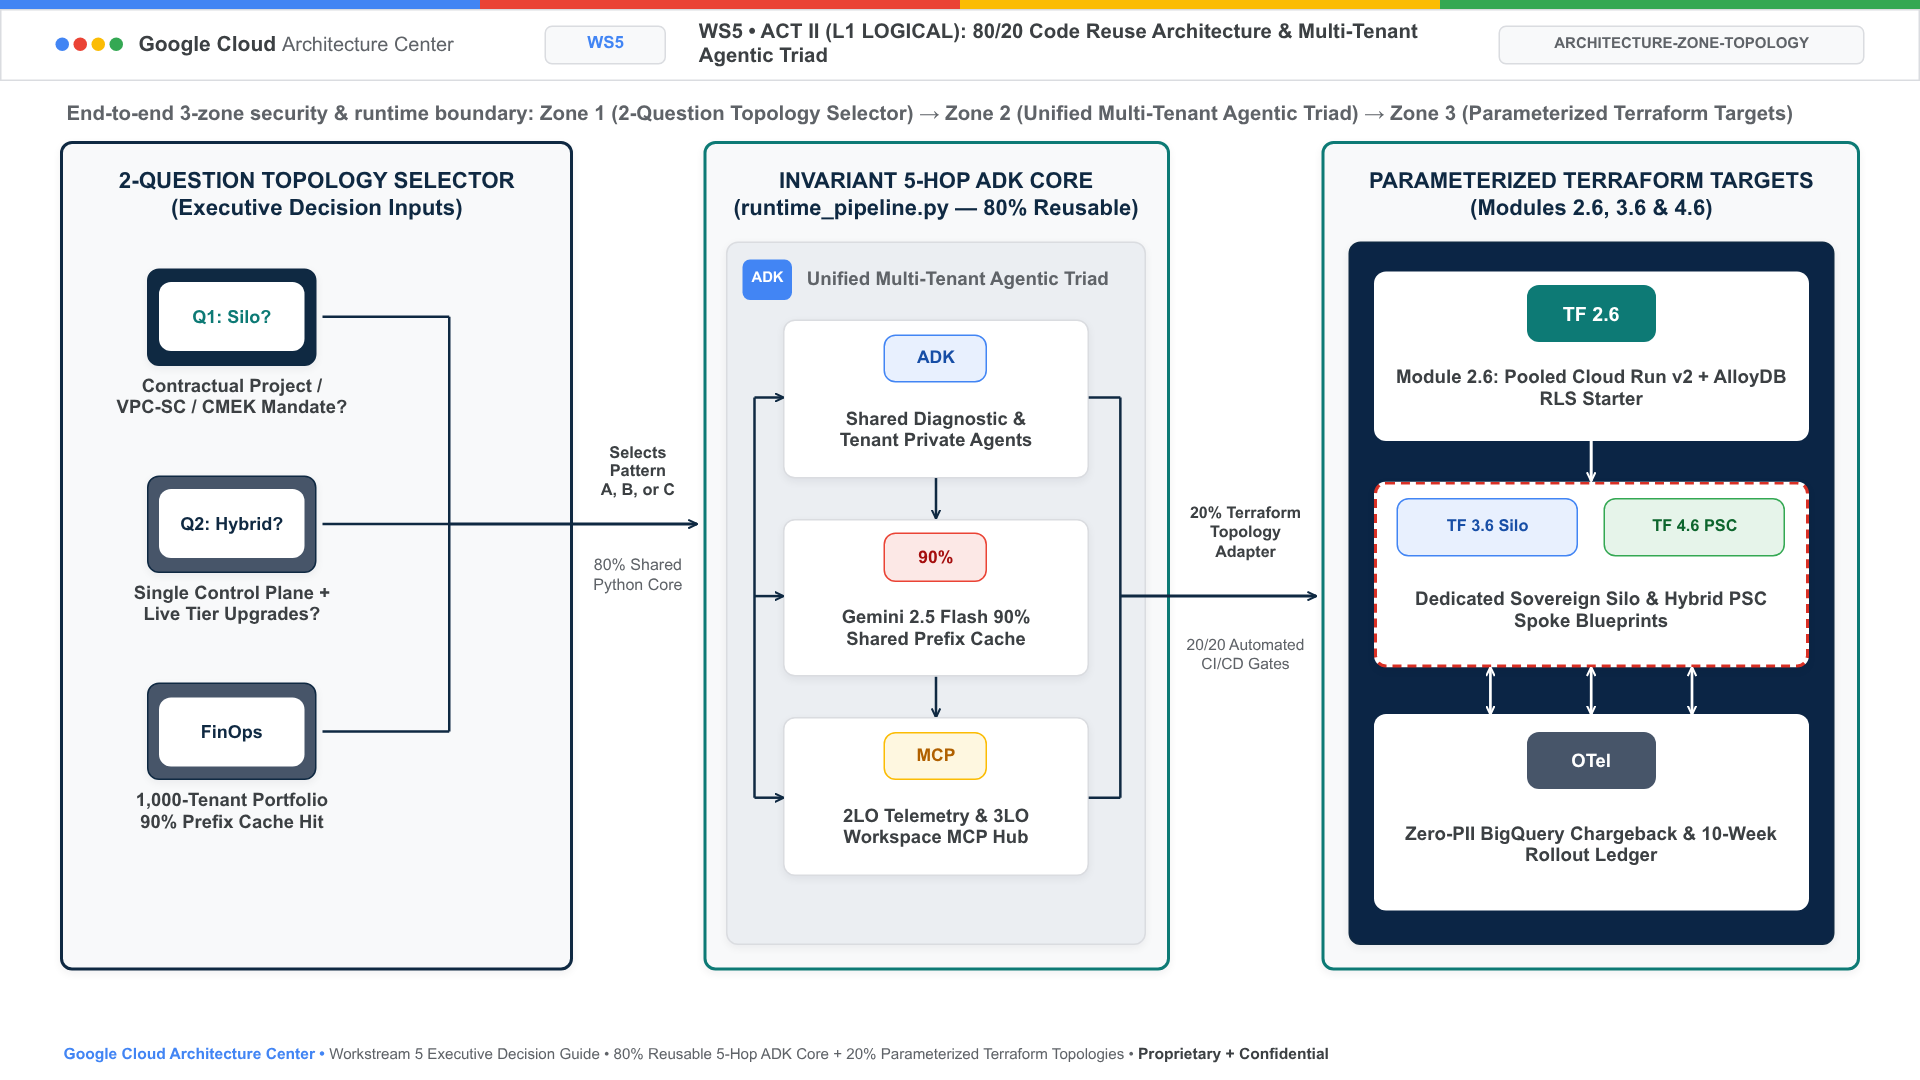 Google Cloud Architecture Center
WS5
WS5 • ACT II (L1 LOGICAL): 80/20 Code Reuse Architecture & Multi-Tenant
Agentic Triad
ARCHITECTURE-ZONE-TOPOLOGY
End-to-end 3-zone security & runtime boundary: Zone 1 (2-Question Topology Selector) → Zone 2 (Unified Multi-Tenant Agentic Triad) → Zone 3 (Parameterized Terraform Targets)
2-QUESTION TOPOLOGY SELECTOR
(Executive Decision Inputs)
Q1: Silo?
Contractual Project /
VPC-SC / CMEK Mandate?
Q2: Hybrid?
Single Control Plane +
Live Tier Upgrades?
FinOps
1,000-Tenant Portfolio
90% Prefix Cache Hit
Selects
Pattern
A, B, or C
80% Shared
Python Core
INVARIANT 5-HOP ADK CORE
(runtime_pipeline.py — 80% Reusable)
ADK
Unified Multi-Tenant Agentic Triad
ADK
Shared Diagnostic &
Tenant Private Agents
90%
Gemini 2.5 Flash 90%
Shared Prefix Cache
MCP
2LO Telemetry & 3LO
Workspace MCP Hub
20% Terraform
Topology
Adapter
20/20 Automated
CI/CD Gates
PARAMETERIZED TERRAFORM TARGETS
(Modules 2.6, 3.6 & 4.6)
TF 2.6
Module 2.6: Pooled Cloud Run v2 + AlloyDB
RLS Starter
TF 3.6 Silo
TF 4.6 PSC
Dedicated Sovereign Silo & Hybrid PSC
Spoke Blueprints
OTel
Zero-PII BigQuery Chargeback & 10-Week
Rollout Ledger
Google Cloud Architecture Center • Workstream 5 Executive Decision Guide • 80% Reusable 5-Hop ADK Core + 20% Parameterized Terraform Topologies • Proprietary + Confidential